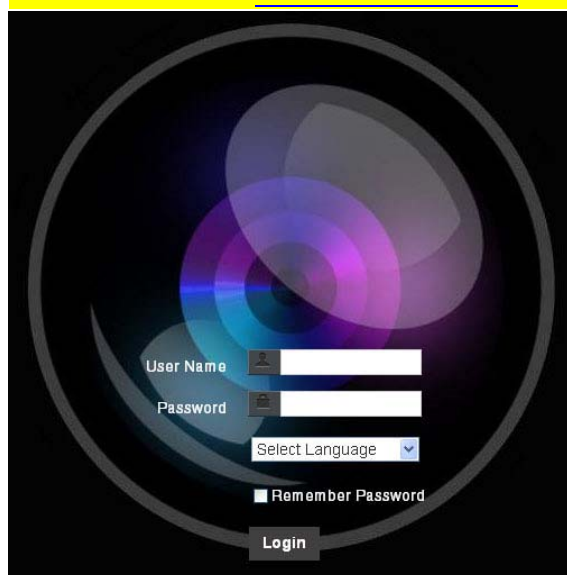 User Name
Password
Select Language
Remember Password
Login